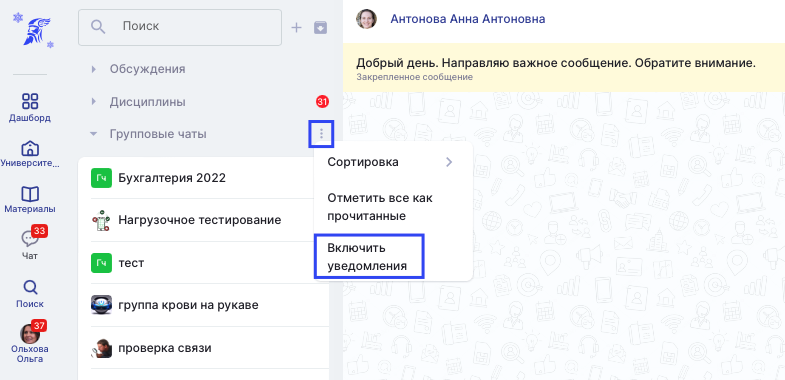 Дашборд
Университе...
Материалы
33
Чат
Поиск
37
Ольхова
Ольга
Поиск
Обсуждения
Дисциплины
31
Групповые чаты
Гч
Бухгалтерия 2022
Нагрузочное тестирование
Гч
тест
группа крови на рукаве
проверка связи
Сортировка
Отметить все как
прочитанные
Включить
уведомления
Антонова Анна Антоновна
Добрый день. Направляю важное сообщение. Обратите внимание.
Закрепленное сообщение